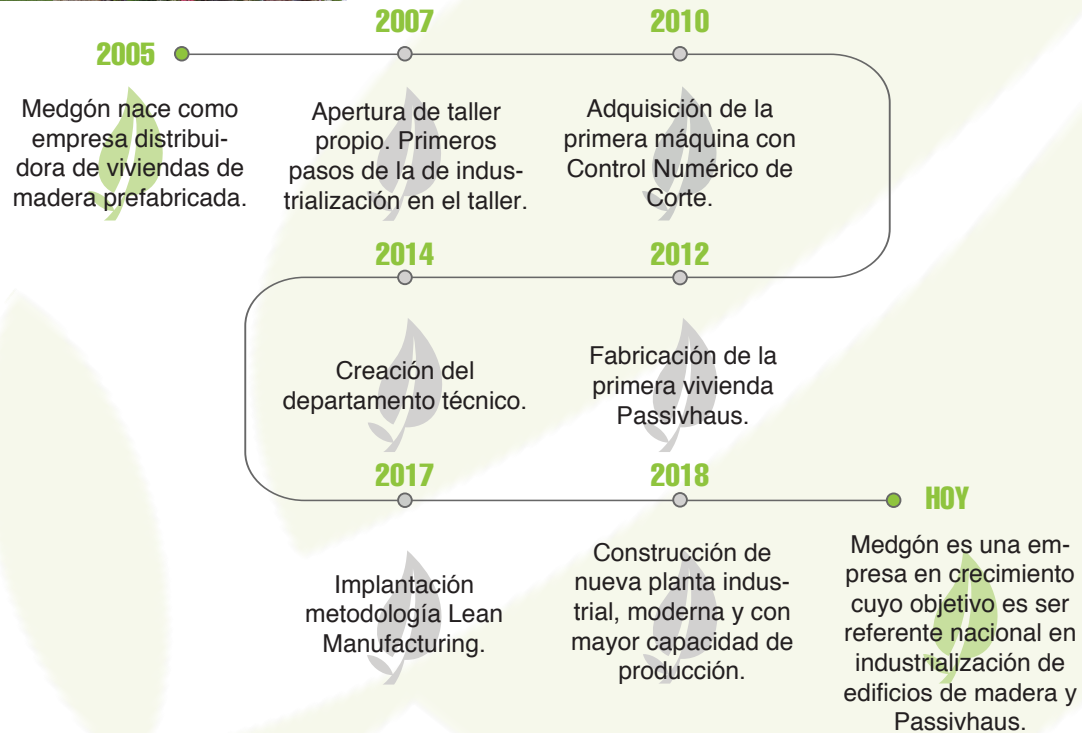 2005
Medgón nace como
empresa distribui-
dora de viviendas de
madera prefabricada.
2007
Apertura de taller
propio. Primeros
pasos de la de indus-
trialización en el taller.
2010
Adquisición de la
primera máquina con
Control Numérico de
Corte.
2012
Fabricación de la
primera vivienda
Passivhaus.
2014
Creación del
departamento técnico.
2017
Implantación
metodología Lean
Manufacturing.
2018
Construcción de
nueva planta indus-
trial, moderna y con
mayor capacidad de
producción.
HOY
Medgón es una em-
presa en crecimiento
cuyo objetivo es ser
referente nacional en
industrialización de
edificios de madera y
Passivhaus.